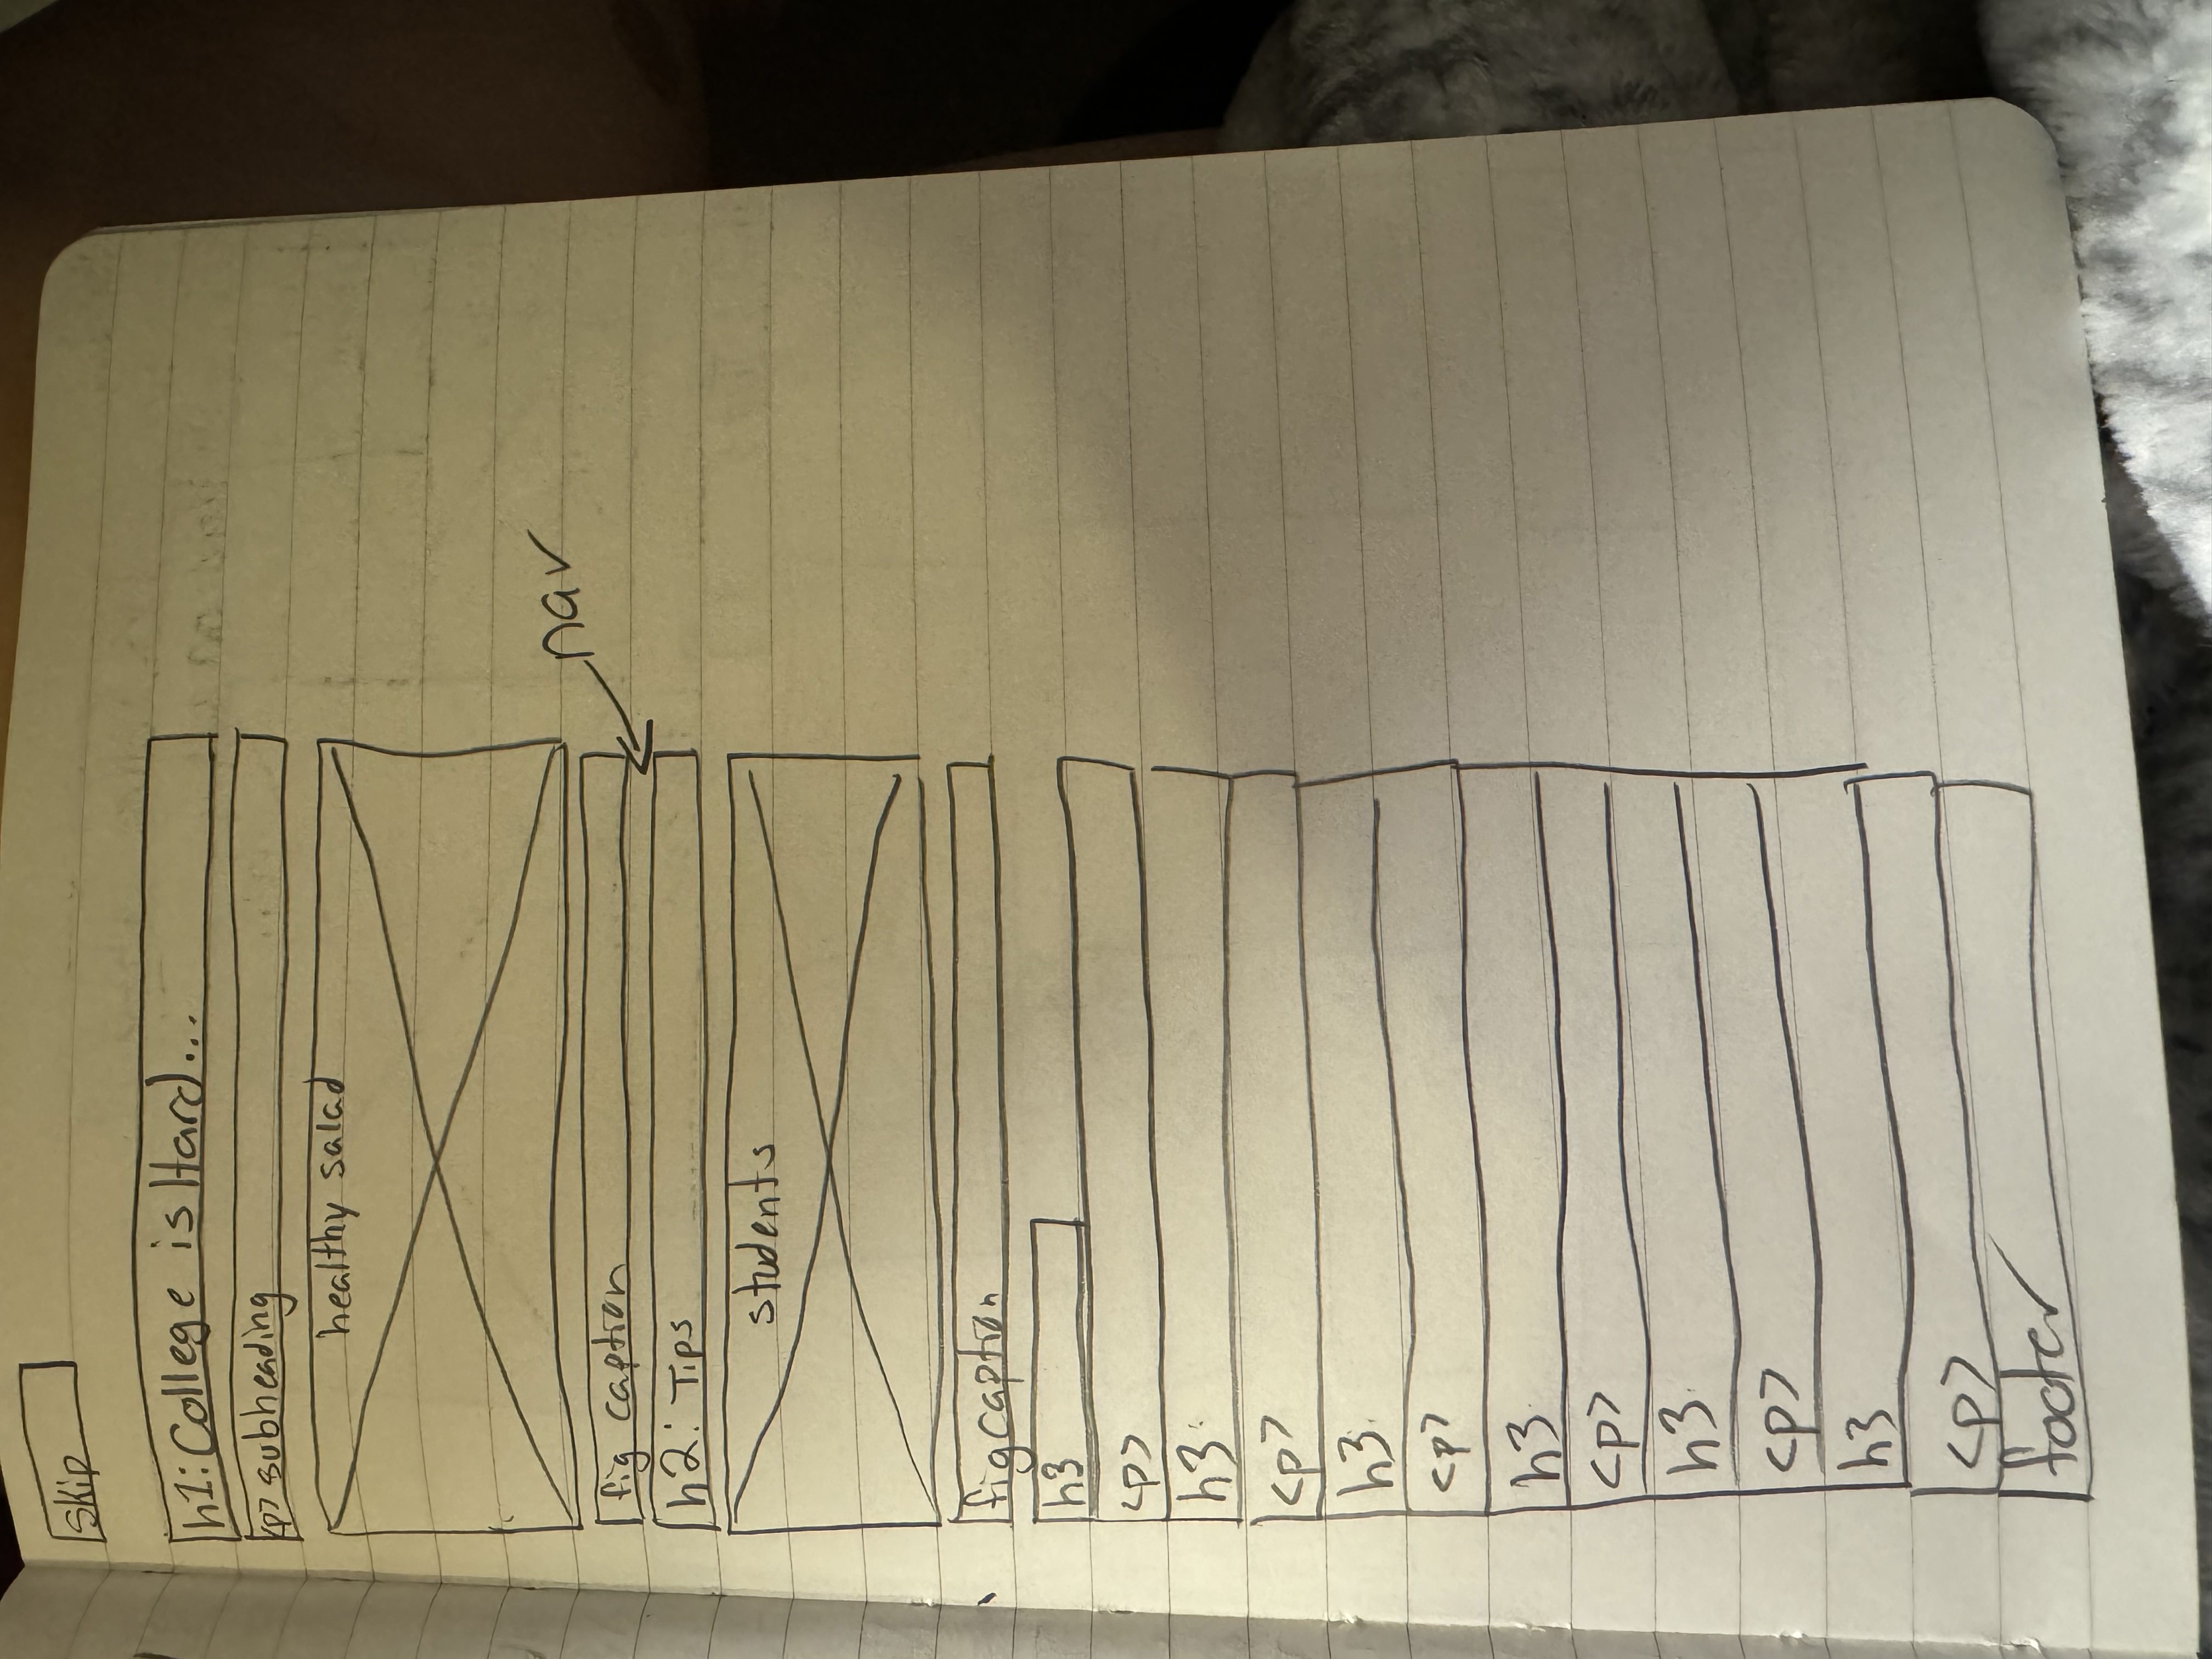 skip
h1: College is Hard...
<p> subheading
healthy salad
nav
fig caption
h2: Tips
students
figcaption
h3
<p>
h3
<p>
h3
<p>
h3
<p>
h3
<p>
h3
<p>
footer